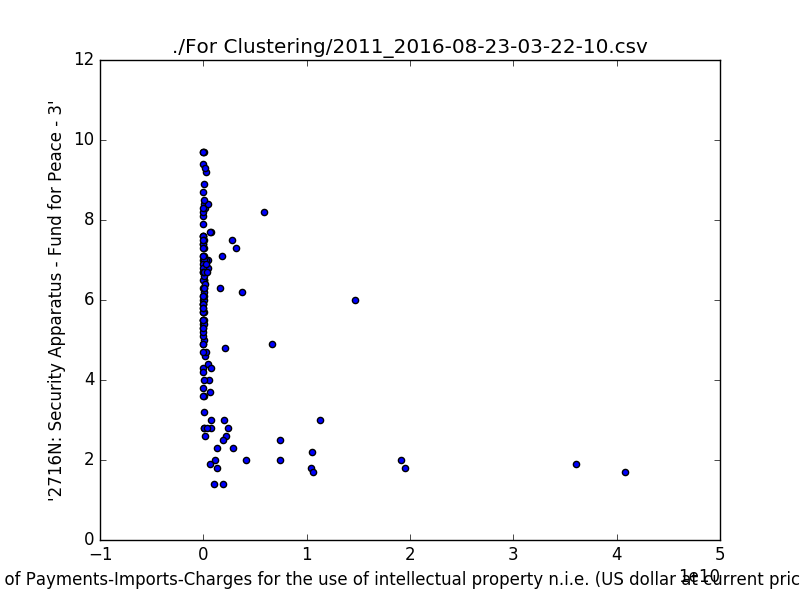 ./For Clustering/2011_2016-08-23-03-22-10.csv
12
10
8
6
4
2
0
'2716N: Security Apparatus - Fund for Peace - 3'
−1 0 1 2 3 4 5
1e10
of Payments-Imports-Charges for the use of intellectual property n.i.e. (US dollar at current pric